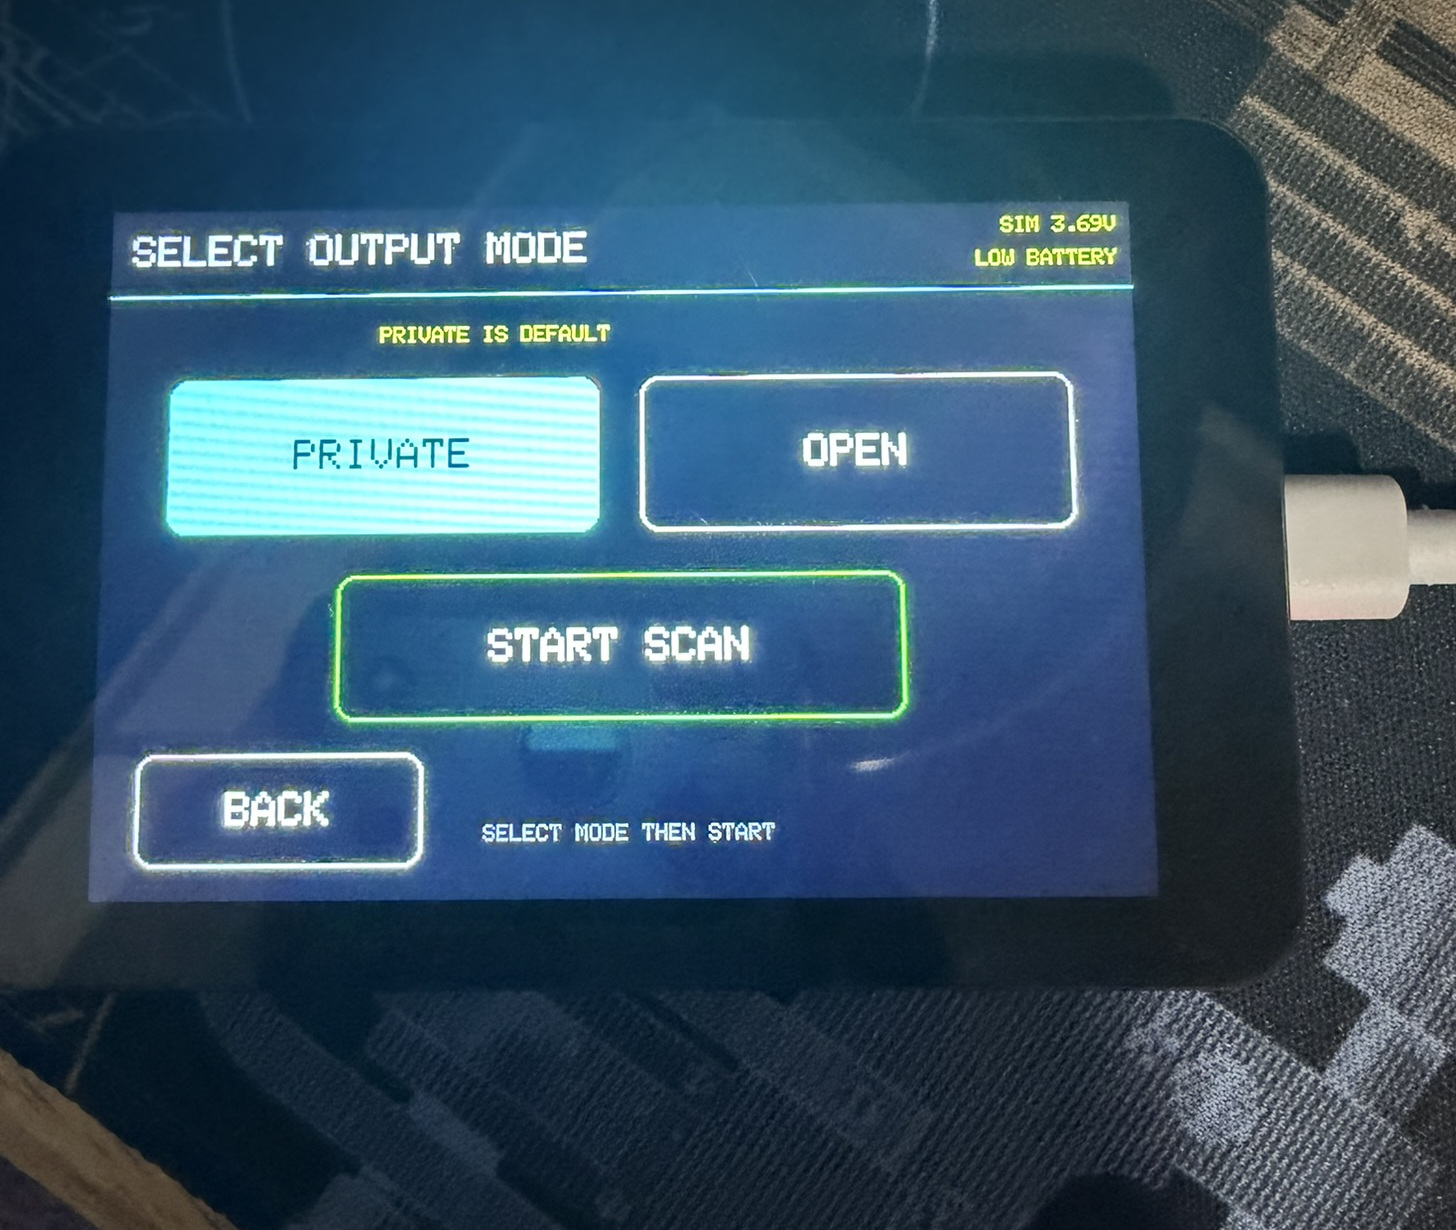 SELECT OUTPUT MODE
SIM 3.69V
LOW BATTERY
PRIVATE IS DEFAULT
PRIVATE
OPEN
START SCAN
BACK
SELECT MODE THEN START